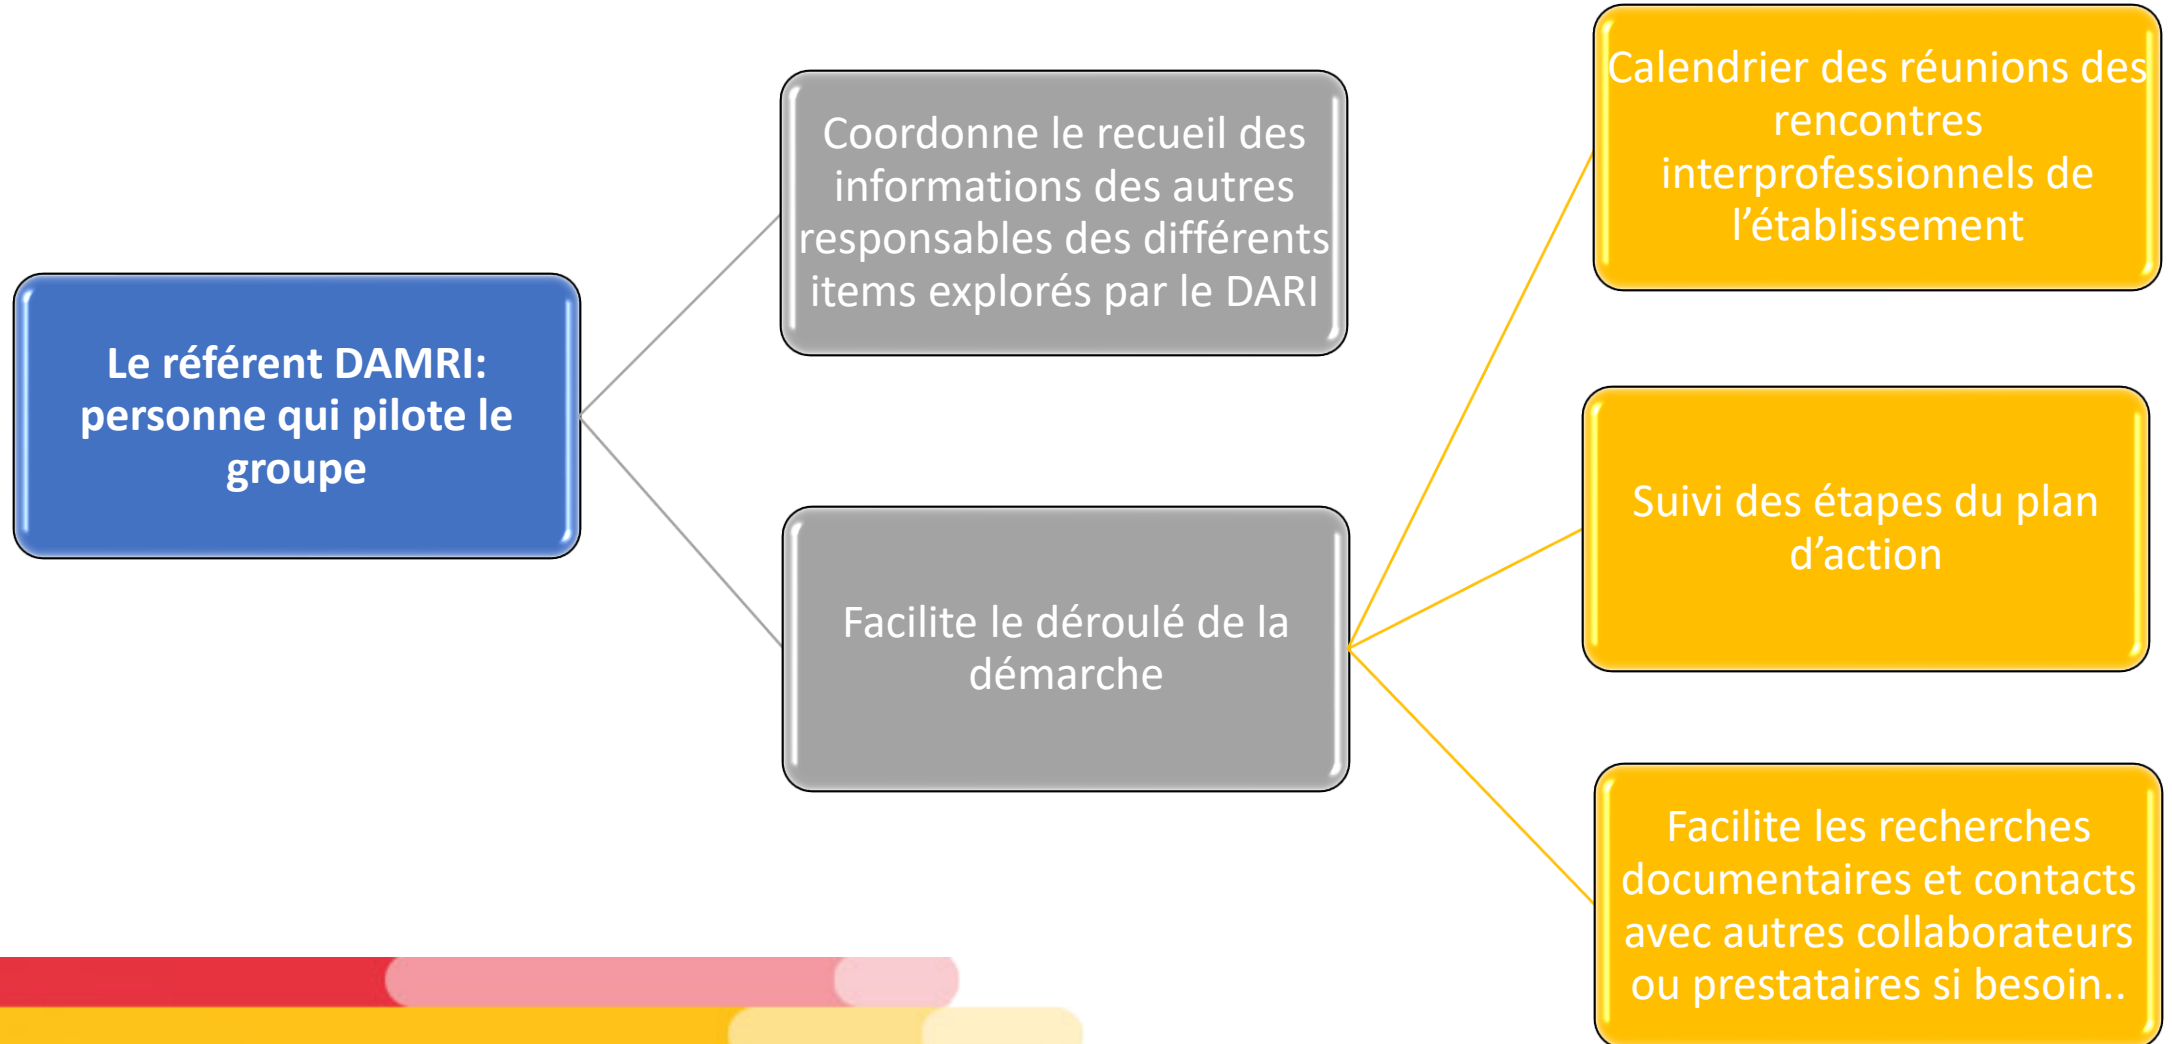 Le référent DAMRI:
personne qui pilote le
groupe
Coordonne le recueil des
informations des autres
responsables des différents
items explorés par le DARI
Facilite le déroulé de la
démarche
Calendrier des réunions des
rencontres
interprofessionnels de
l’établissement
Suivi des étapes du plan
d’action
Facilite les recherches
documentaires et contacts
avec autres collaborateurs
ou prestataires si besoin..